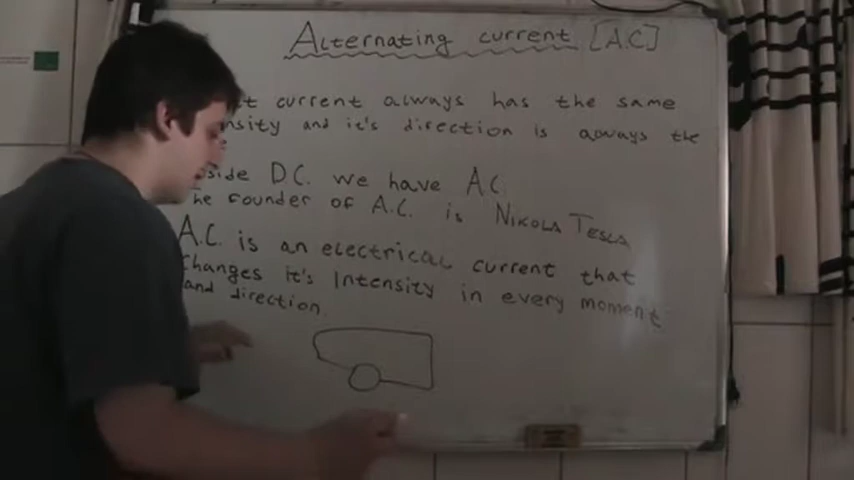 Alternating current [A.C]
t current always has the same
nsity and it's direction is always the
side D.C. we have A.C.
he founder of A.C. is NIKOLA TESLA
A.C. is an electrical current that
changes it's Intensity in every moment
and direction.